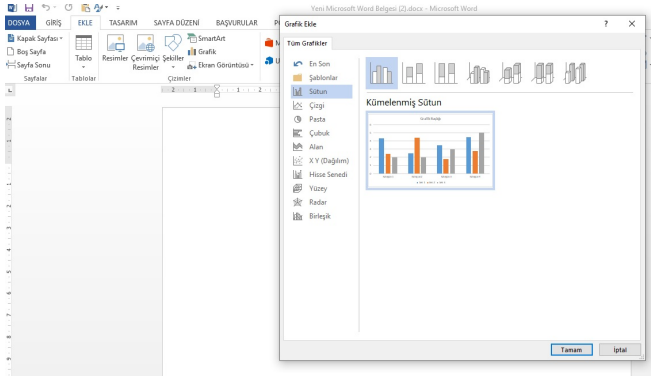 Yeni Microsoft Word Belgesi (2).docx - Microsoft Word
DOSYA GİRİŞ EKLE TASARIM SAYFA DÜZENİ BAŞVURULAR
Kapak Sayfası
Boş Sayfa
Sayfa Sonu
Sayfalar
Tablo
Tablolar
Resimler Çevrimiçi Resimler Şekiller
SmartArt
Grafik
Ekran Görüntüsü
Çizimler
Grafik Ekle
? X
Tüm Grafikler
En Son
Şablonlar
Sütun
Çizgi
Pasta
Çubuk
Alan
X Y (Dağılım)
Hisse Senedi
Yüzey
Radar
Birleşik
Kümelenmiş Sütun
Tamam İptal